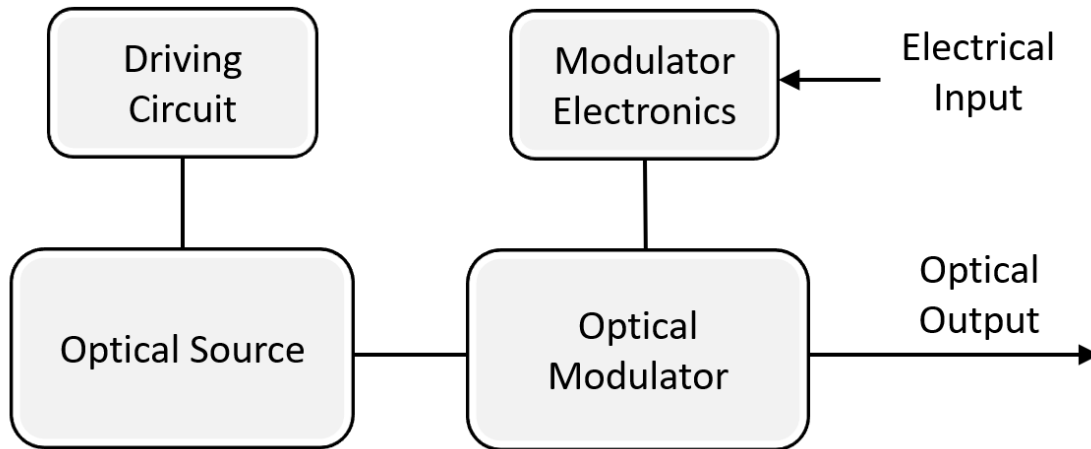 Driving
Circuit
Modulator
Electronics
Electrical
Input
Optical Source
Optical
Modulator
Optical
Output